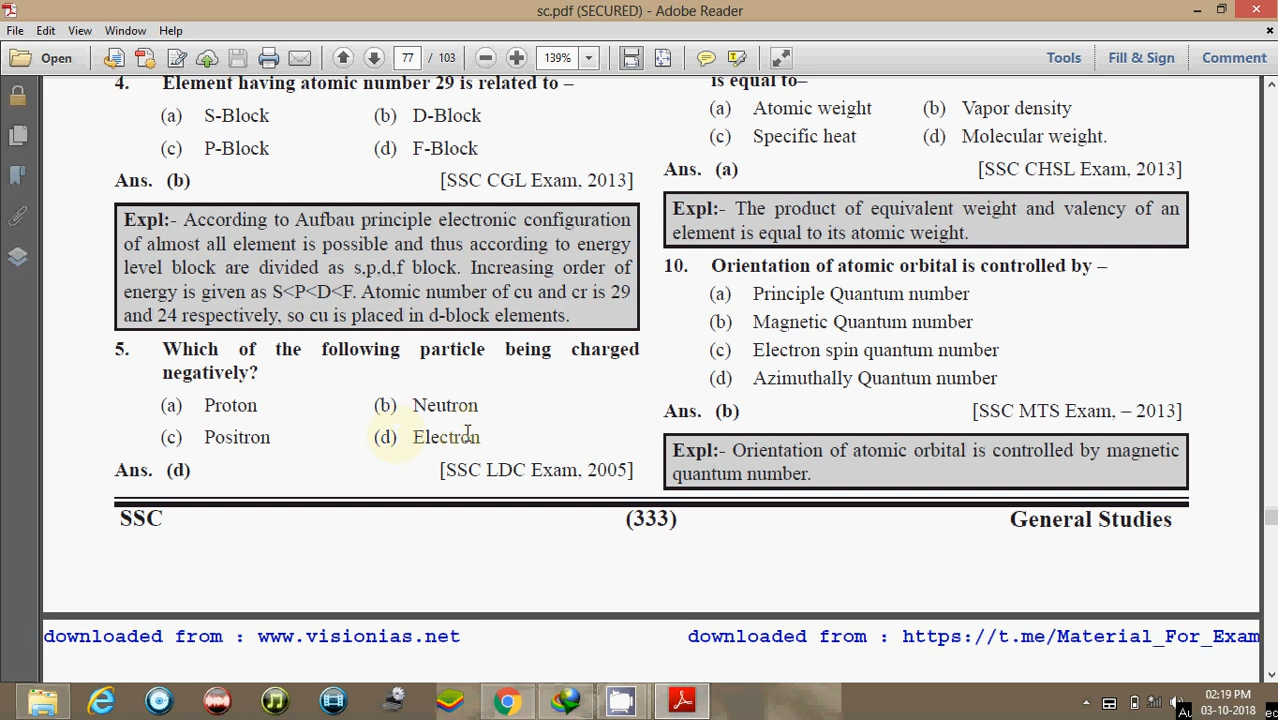 sc.pdf (SECURED) - Adobe Reader
File Edit View Window Help
Open 77 / 103 139% Tools Fill & Sign Comment
4. Element having atomic number 29 is related to –
(a) S-Block (b) D-Block
(c) P-Block (d) F-Block
Ans. (b) [SSC CGL Exam, 2013]
Expl:- According to Aufbau principle electronic configuration
of almost all element is possible and thus according to energy
level block are divided as s,p,d,f block. Increasing order of
energy is given as S<P<D<F. Atomic number of cu and cr is 29
and 24 respectively, so cu is placed in d-block elements.
5. Which of the following particle being charged
negatively?
(a) Proton (b) Neutron
(c) Positron (d) Electron
Ans. (d) [SSC LDC Exam, 2005]
is equal to–
(a) Atomic weight (b) Vapor density
(c) Specific heat (d) Molecular weight.
Ans. (a) [SSC CHSL Exam, 2013]
Expl:- The product of equivalent weight and valency of an
element is equal to its atomic weight.
10. Orientation of atomic orbital is controlled by –
(a) Principle Quantum number
(b) Magnetic Quantum number
(c) Electron spin quantum number
(d) Azimuthally Quantum number
Ans. (b) [SSC MTS Exam, – 2013]
Expl:- Orientation of atomic orbital is controlled by magnetic
quantum number.
SSC (333) General Studies
downloaded from : www.visionias.net downloaded from : https://t.me/Material_For_Exam
02:19 PM
03-10-2018